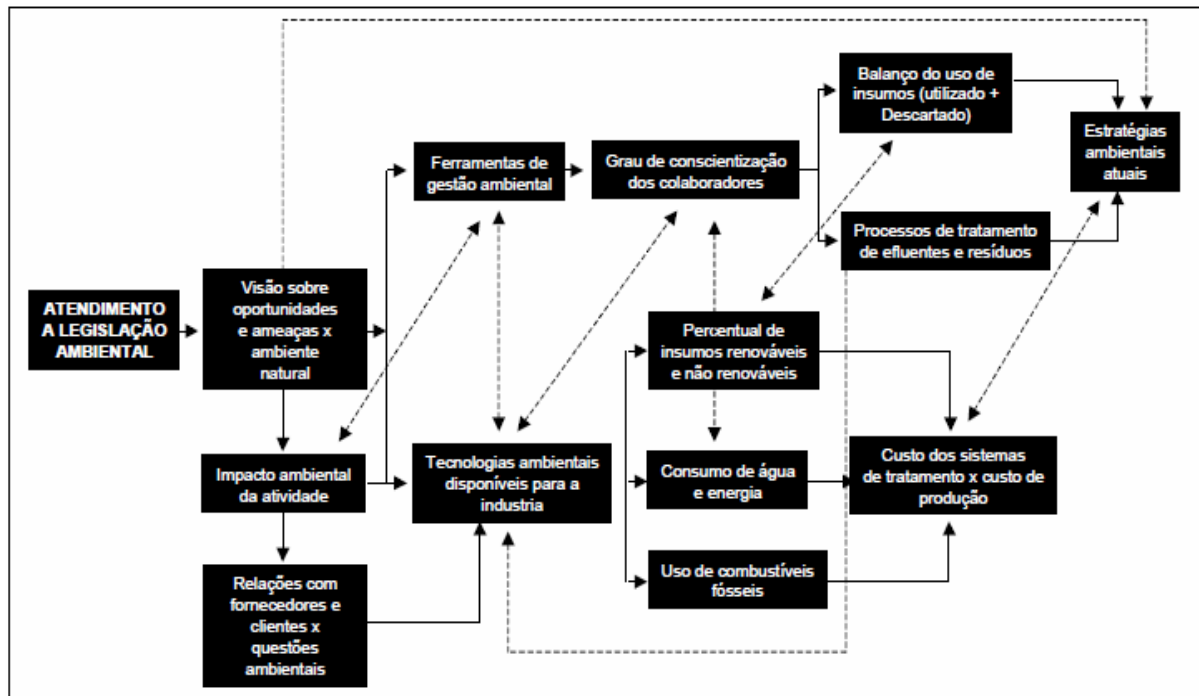 Balanço do uso de
insumos (utilizado +
Descartado)
Estratégias
ambientais
atuais
Ferramentas de
gestão ambiental
Grau de conscientização
dos colaboradores
Processos de tratamento
de efluentes e resíduos
ATENDIMENTO
A LEGISLAÇÃO
AMBIENTAL
Visão sobre
oportunidades
e ameaças x
ambiente
natural
Percentual de
insumos renováveis
e não renováveis
Impacto ambiental
da atividade
Tecnologias ambientais
disponíveis para a
industria
Consumo de água
e energia
Custo dos sistemas
de tratamento x custo de
produção
Relações com
fornecedores e
clientes x
questões
ambientais
Uso de combustíveis
fósseis